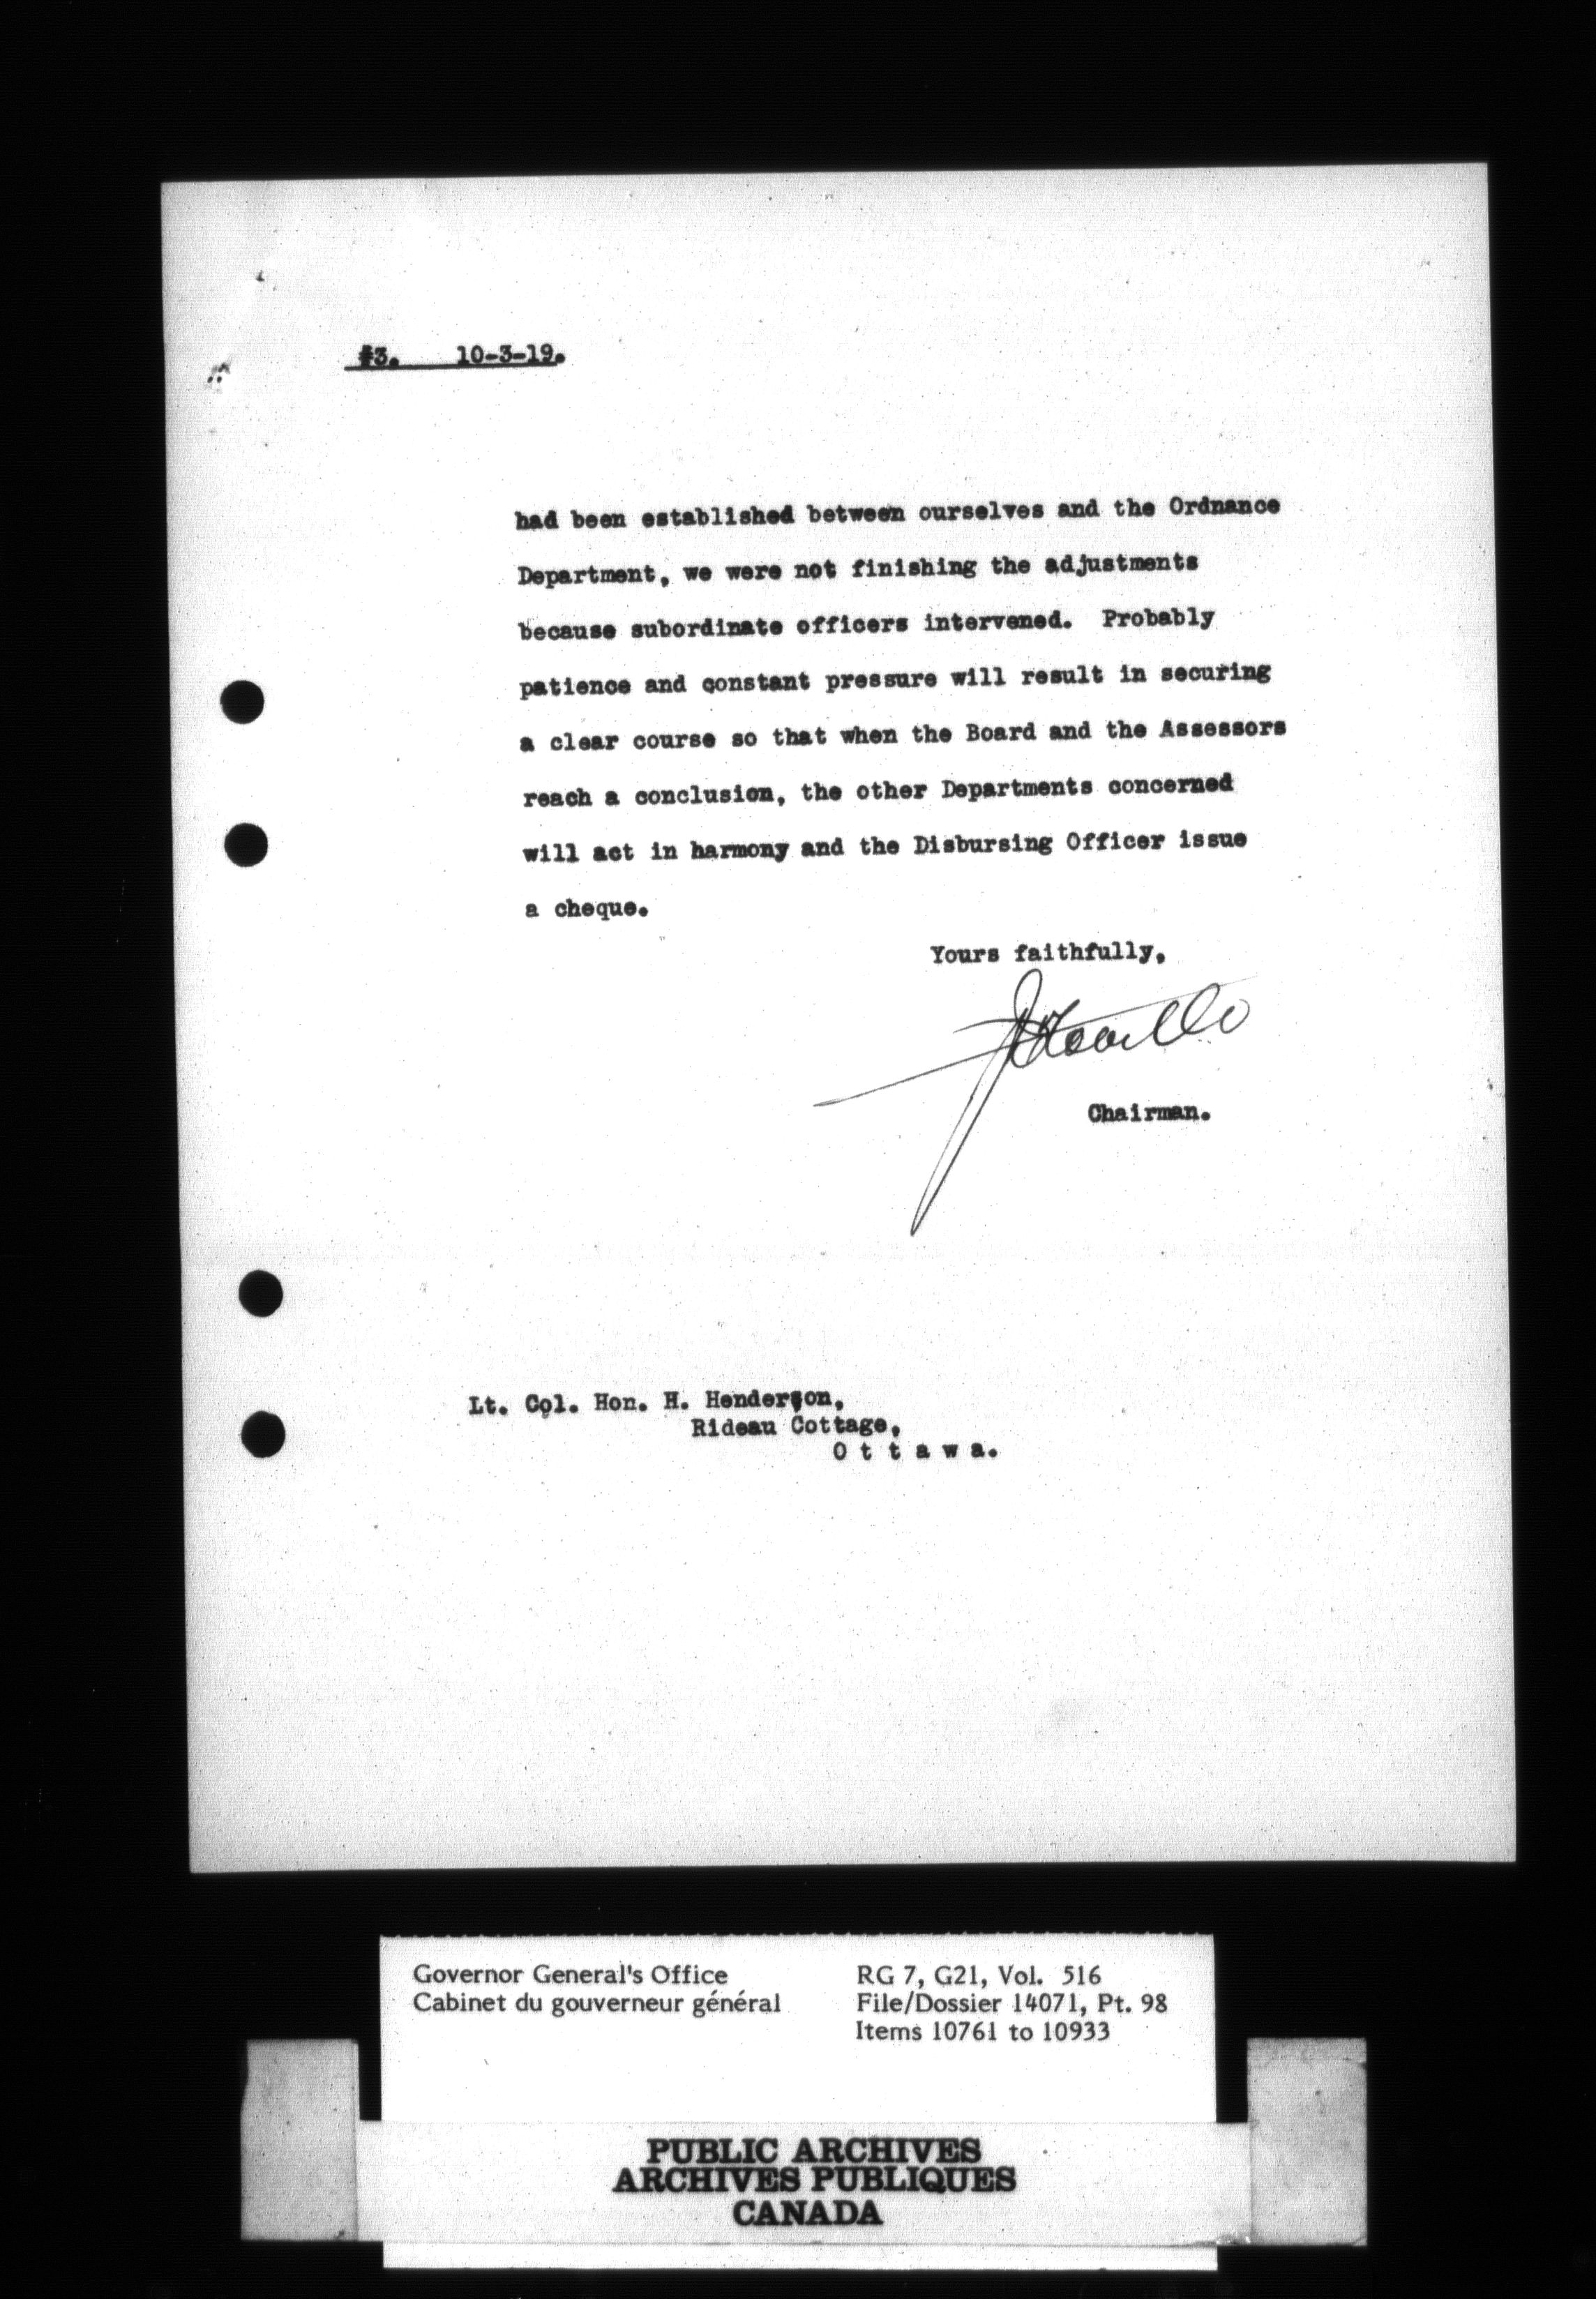 #3. 10-3-19.
had been established between ourselves and the Ordnance
Department, we were not finishing the adjustments
because subordinate officers intervened. Probably
patience and constant pressure will result in securing
a clear course so that when the Board and the Assessors
reach a conclusion, the other Departments concerned
will act in harmony and the Disbursing Officer issue
a cheque.
Yours faithfully,
Chairman.
Lt. Col. Hon. H. Henderson,
Rideau Cottage,
O t t a w a.
Governor General's Office
Cabinet du gouverneur général
RG 7, G21, Vol. 516
File/Dossier 14071, Pt. 98
Items 10761 to 10933
PUBLIC ARCHIVES
ARCHIVES PUBLIQUES
CANADA